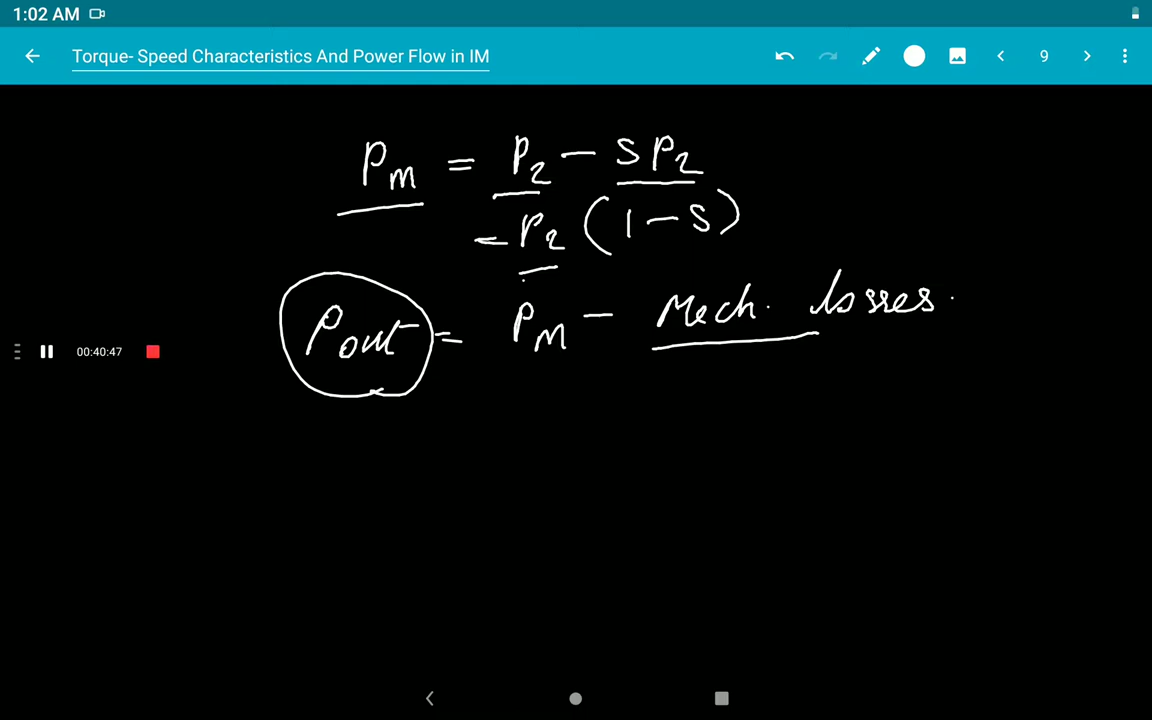 1:02 AM
Torque- Speed Characteristics And Power Flow in IM
9
Pm = P2 - SP2
= P2 (1 - S)
Pout = Pm - Mech. losses.
00:40:47